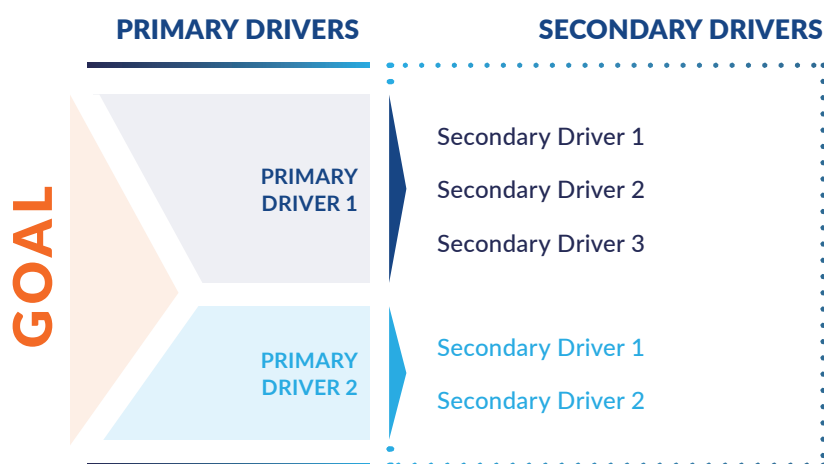 PRIMARY DRIVERS
SECONDARY DRIVERS
GOAL
PRIMARY
DRIVER 1
Secondary Driver 1
Secondary Driver 2
Secondary Driver 3
PRIMARY
DRIVER 2
Secondary Driver 1
Secondary Driver 2